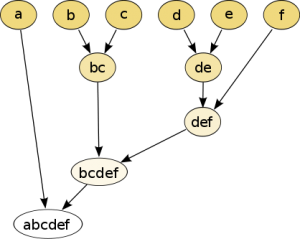 a b c d e f
bc de
def
bcdef
abcdef